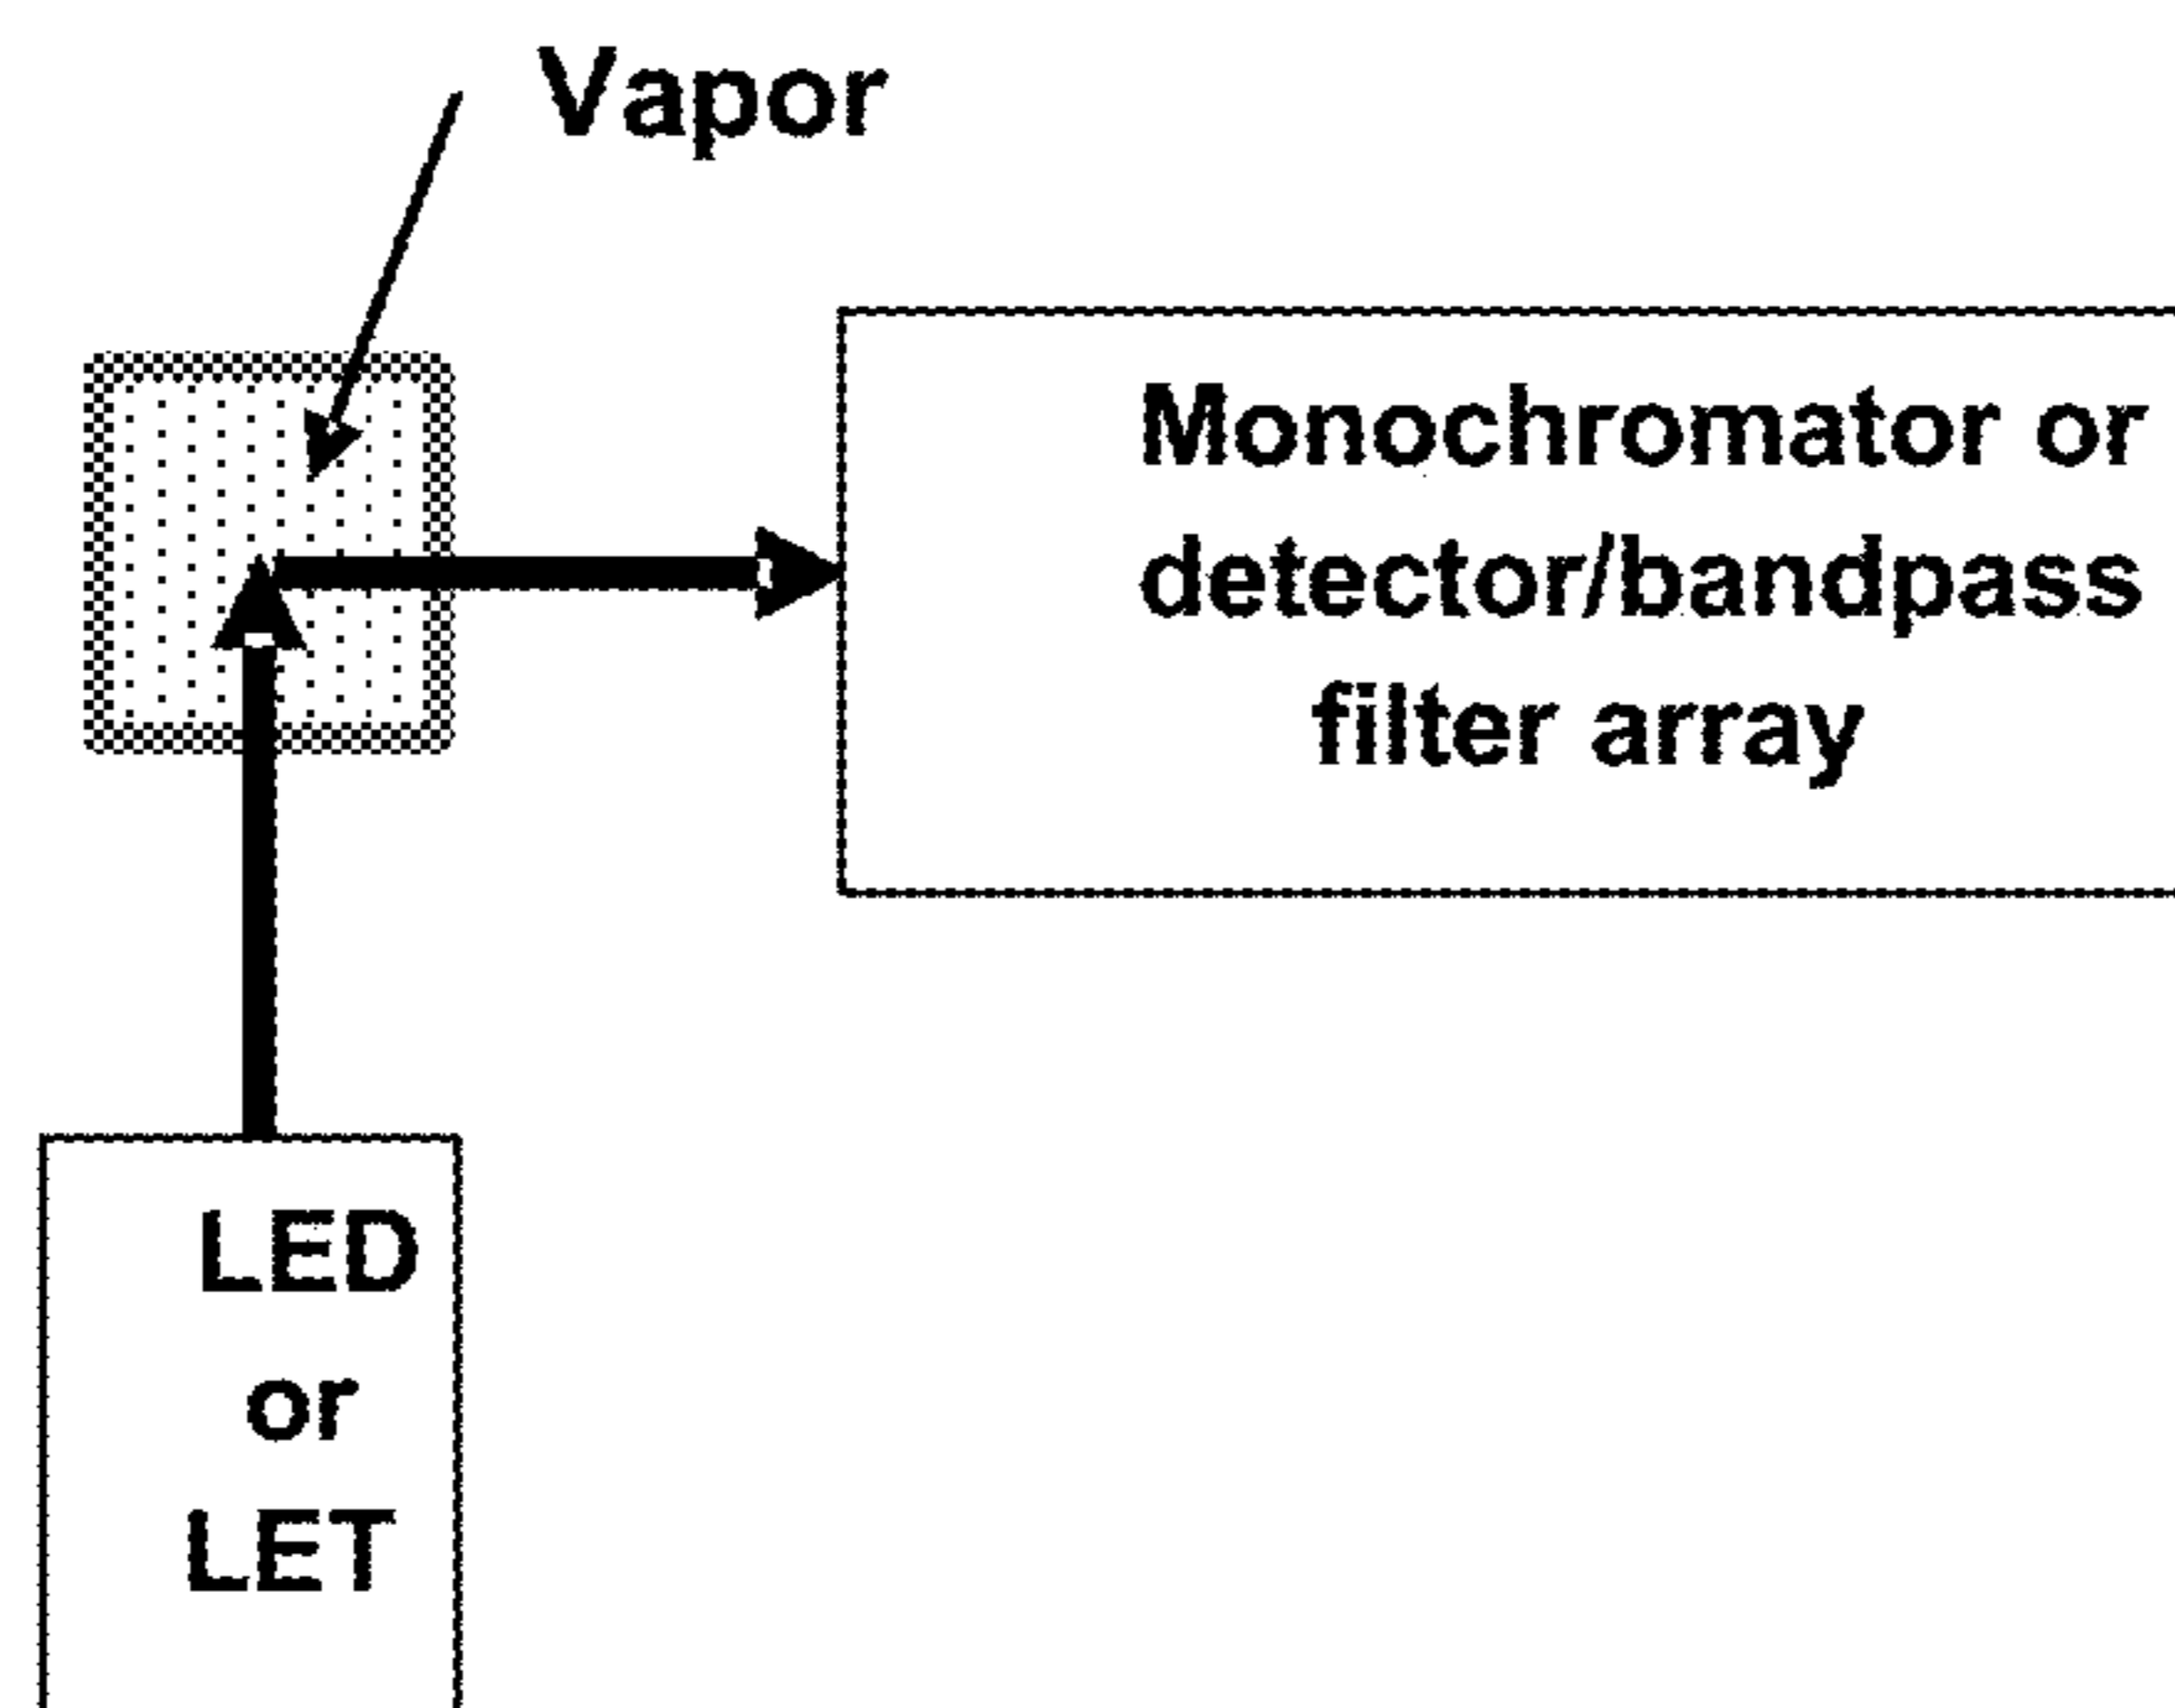 Vapor
Monochromator or
detector/bandpass
filter array
LED
or
LET